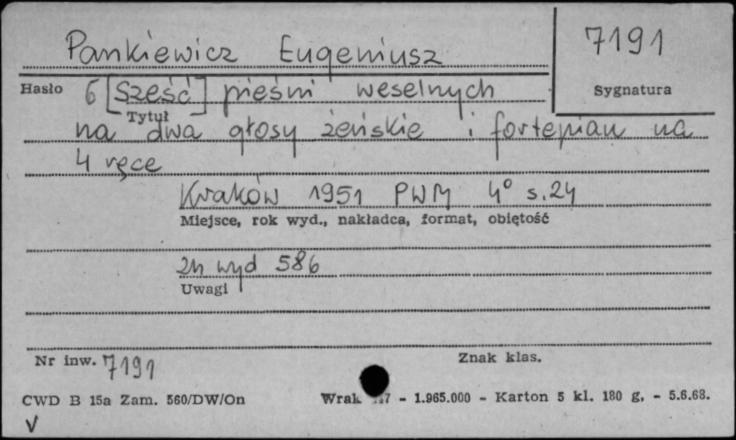 Pankiewicz Eugeniusz
7191
Hasło 6 [Sześć] pieśni weselnych
Sygnatura
Tytuł
na dwa głosy żeńskie i fortepian na
4 ręce
Kraków 1951 PWM 4° s. 24
Miejsce, rok wyd., nakładca, format, objętość
zn wyd 586
Uwagi
Nr inw. 7191
Znak klas.
CWD B 15a Zam. 560/DW/On
7 - 1.965.000 - Karton 5 kl. 180 g. - 5.6.68.
V